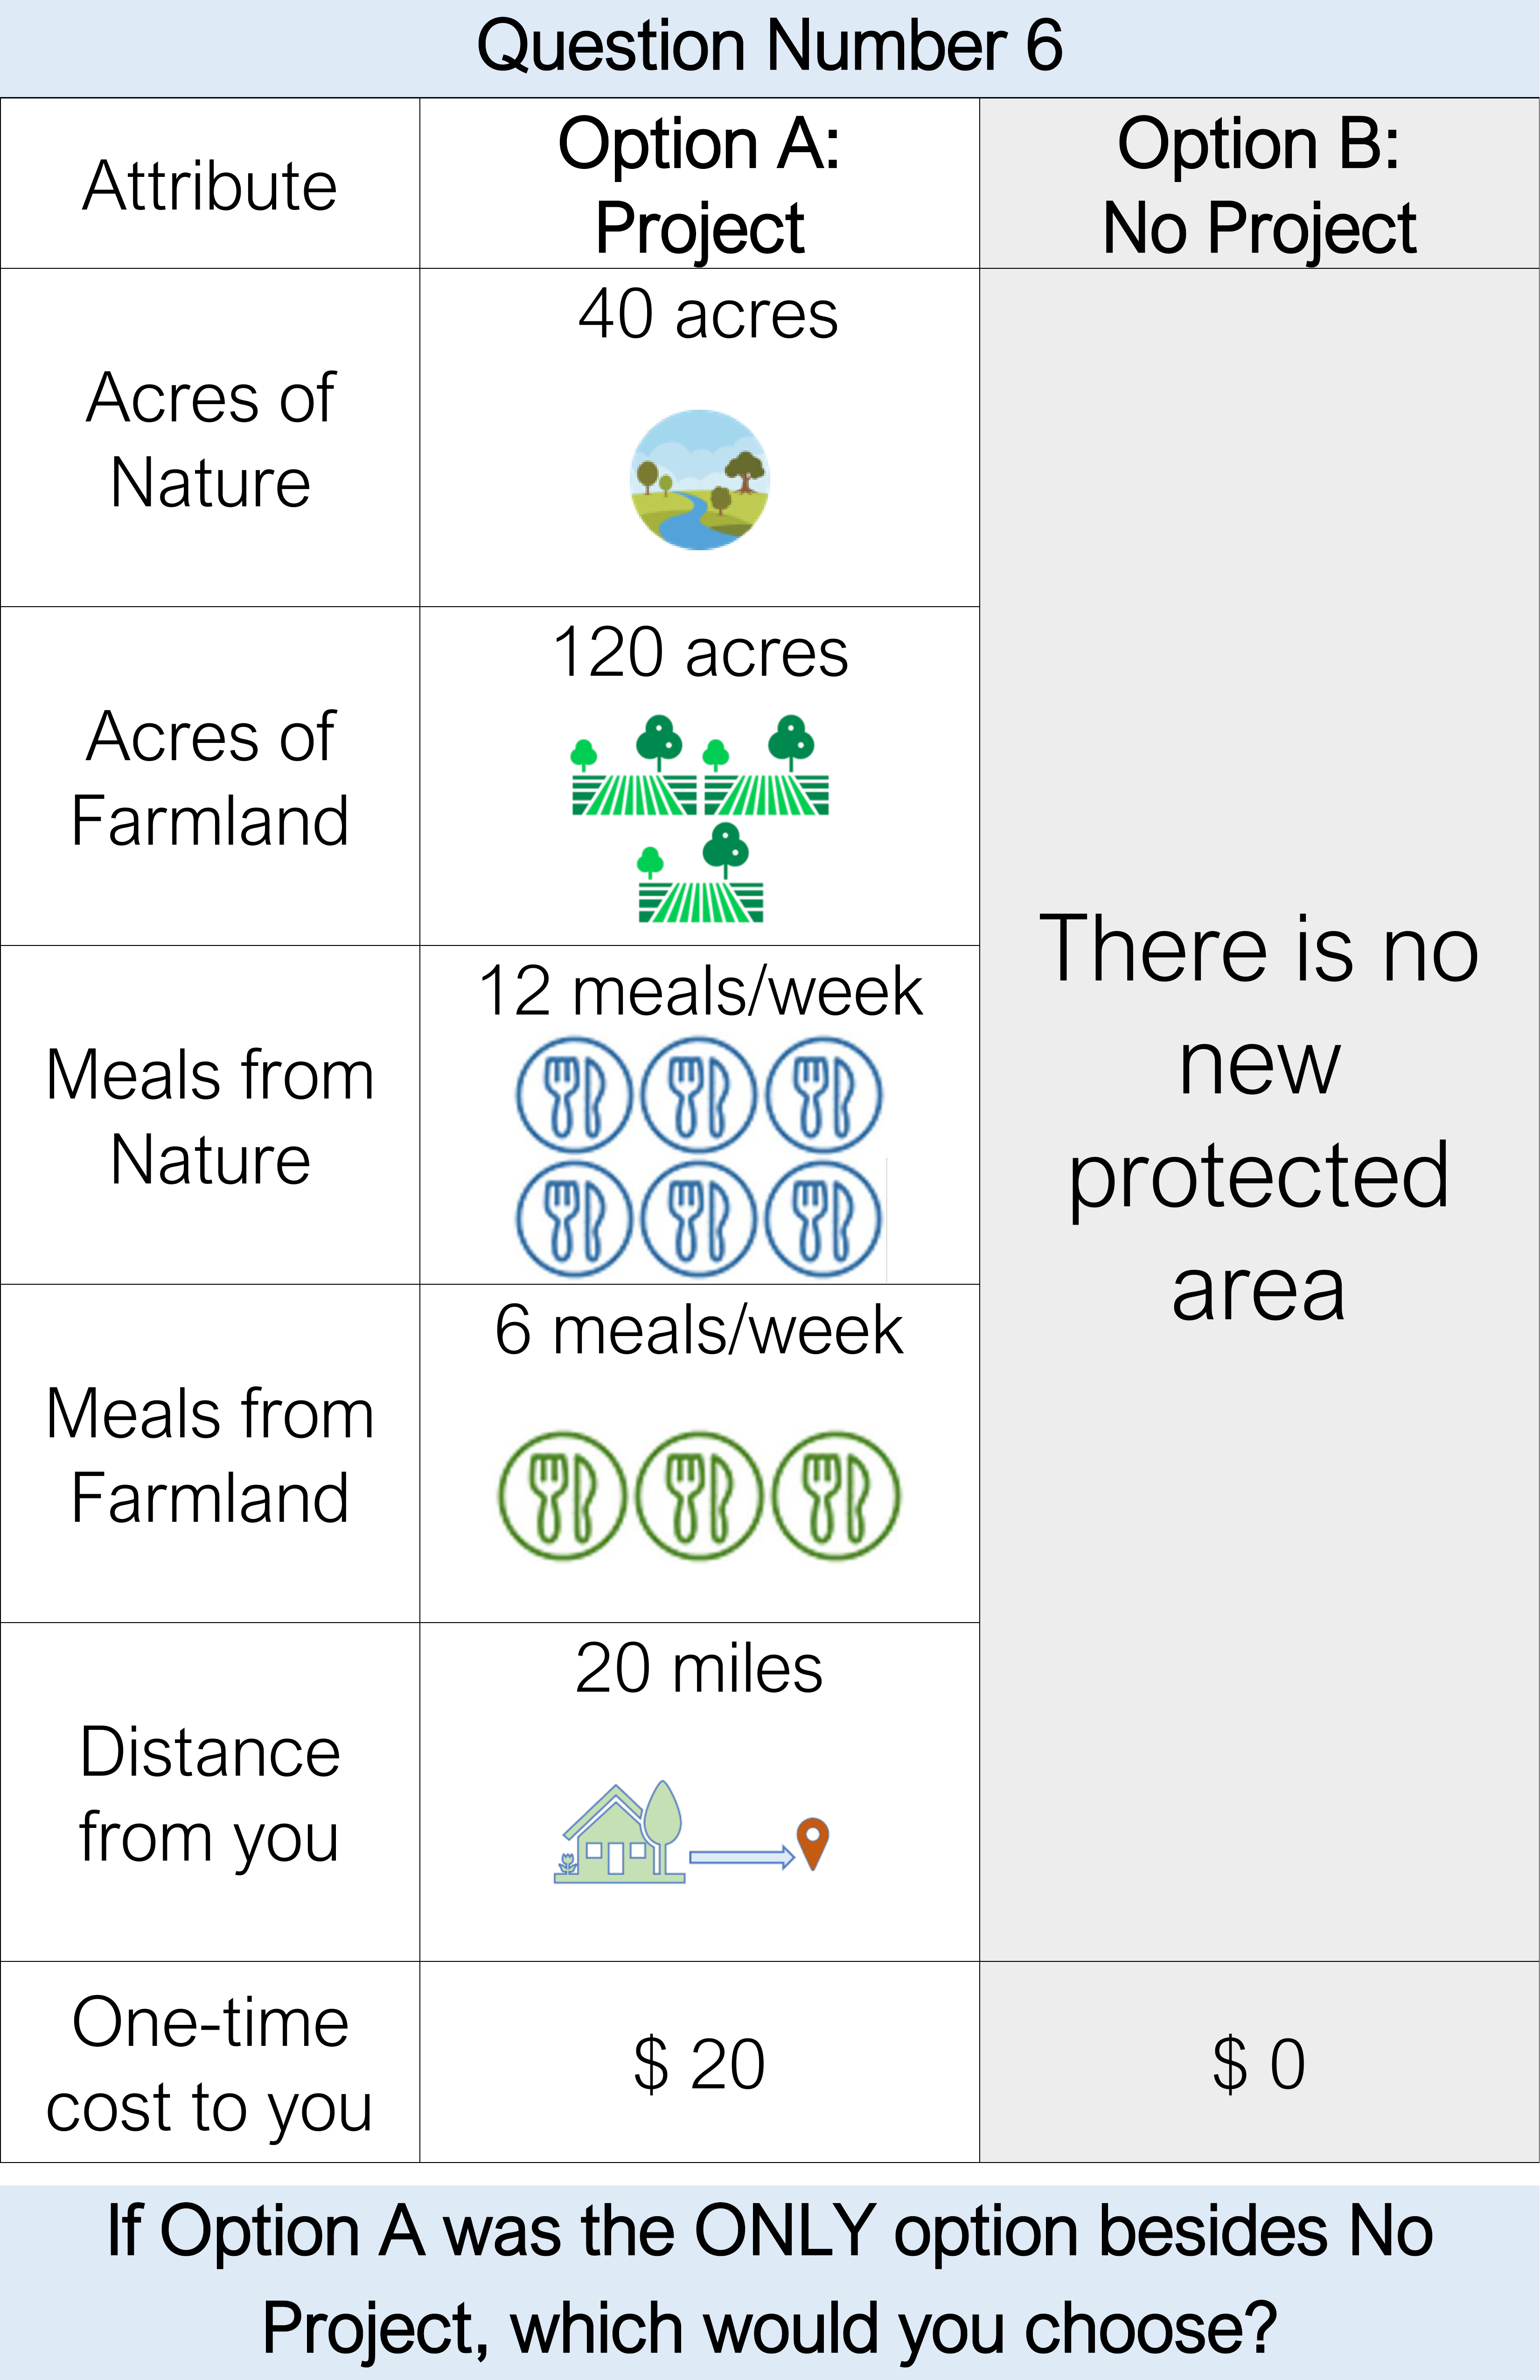 Question Number 6
Attribute
Option A:
Project
Option B:
No Project
Acres of
Nature
40 acres
Acres of
Farmland
120 acres
Meals from
Nature
12 meals/week
Meals from
Farmland
6 meals/week
Distance
from you
20 miles
There is no
new
protected
area
One-time
cost to you
$ 20
$ 0
If Option A was the ONLY option besides No
Project, which would you choose?